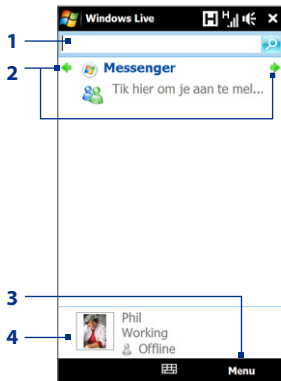 Windows Live
H H
1
2
Messenger
Tik hier om je aan te mel...
3
4
Phil
Working
Offline
Menu